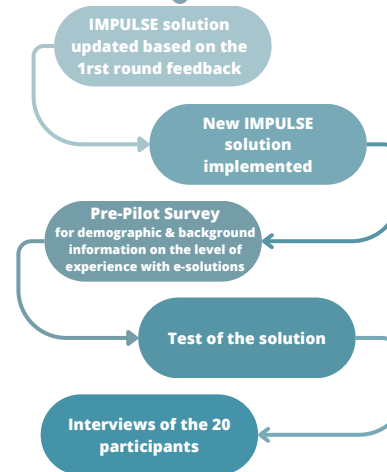 IMPULSE solution
updated based on the
1rst round feedback
New IMPULSE
solution
implemented
Pre-Pilot Survey
for demographic & background
information on the level of
experience with e-solutions
Test of the solution
Interviews of the 20
participants